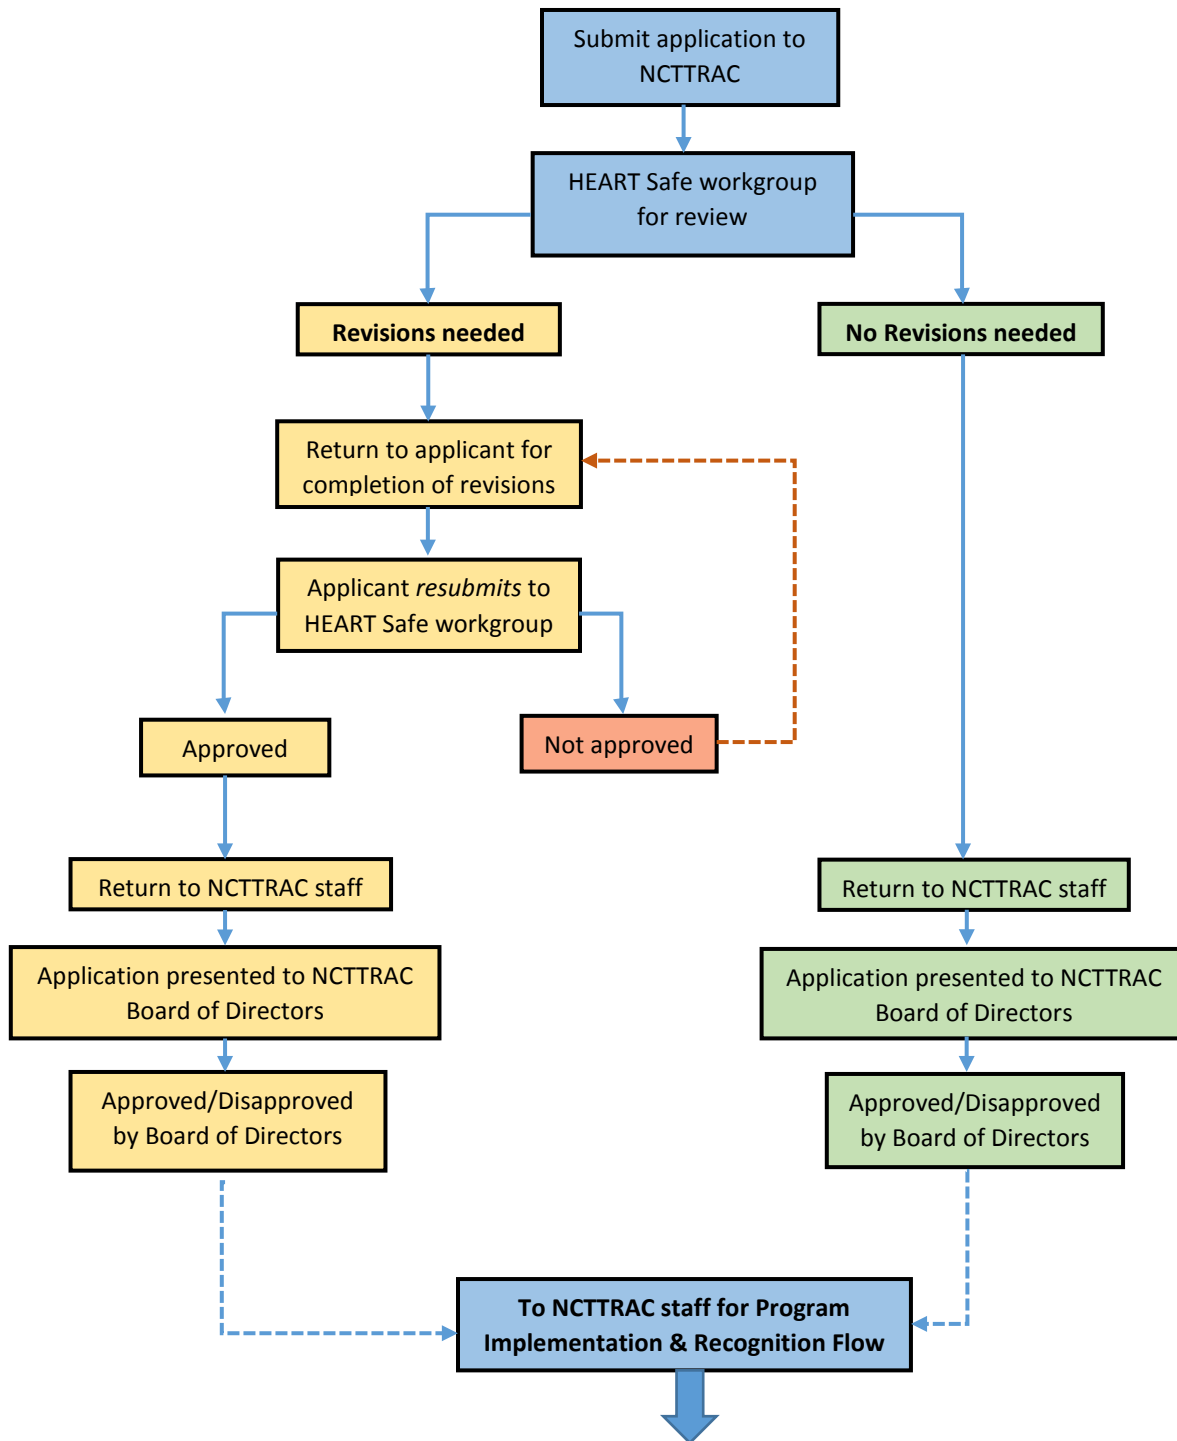 Submit application to
NCTTRAC
HEART Safe workgroup
for review
Revisions needed
No Revisions needed
Return to applicant for
completion of revisions
Applicant resubmits to
HEART Safe workgroup
Approved
Not approved
Return to NCTTRAC staff
Return to NCTTRAC staff
Application presented to NCTTRAC
Board of Directors
Application presented to NCTTRAC
Board of Directors
Approved/Disapproved
by Board of Directors
Approved/Disapproved
by Board of Directors
To NCTTRAC staff for Program
Implementation & Recognition Flow